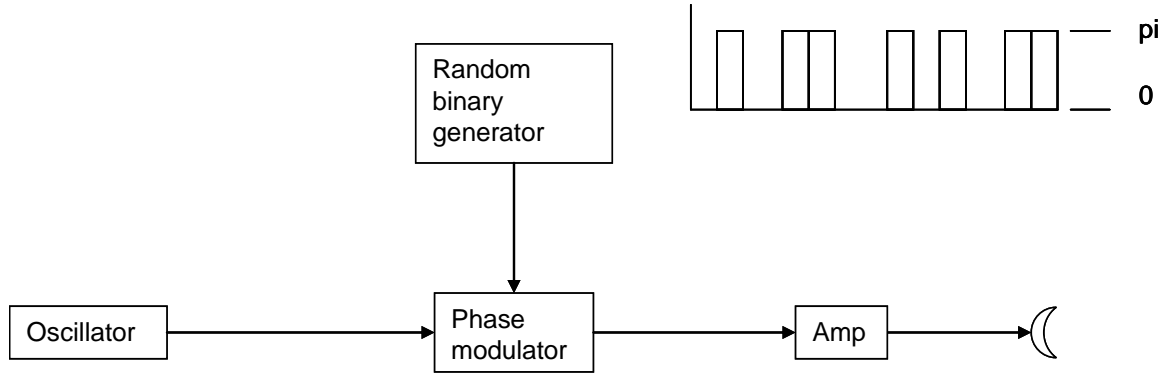 pi
0
Random
binary
generator
Oscillator
Phase
modulator
Amp